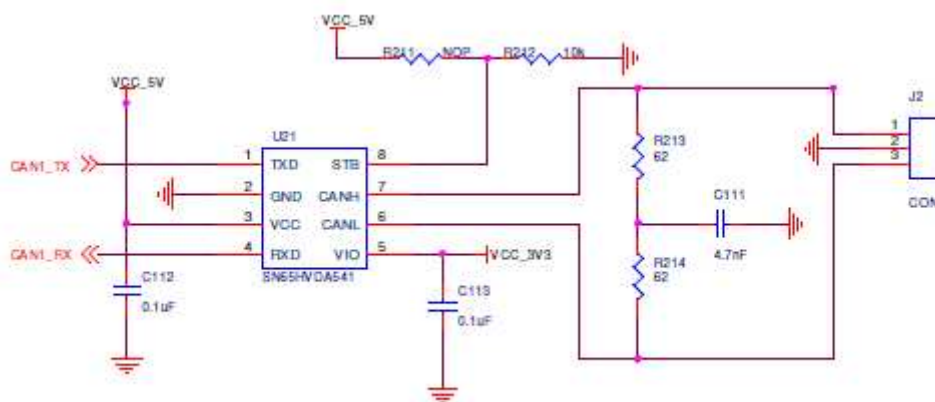 VCC_5V
R211 NOP R212 10k
VCC_5V
J2
U21
1
R213
62
2
3
CAN1_TX
1 TXD STB 8
2 GND CANH 7
C111
3 VCC CANL 6
4.7nF
CON
CAN1_RX
4 RXD VIO 5
VCC_3V3
SN65HVDA541
R214
62
C112
0.1uF
C113
0.1uF